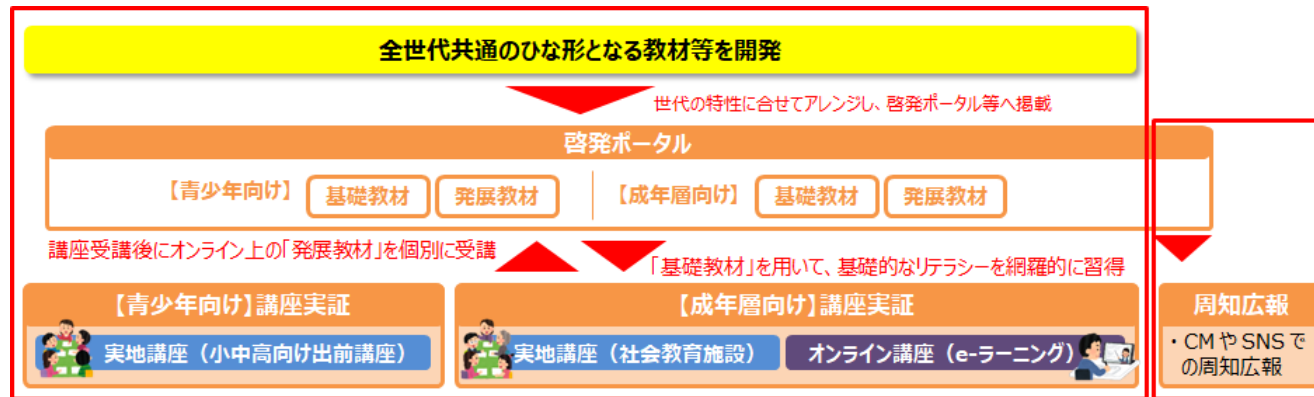 全世代共通のひな形となる教材等を開発
世代の特性に合せてアレンジし、啓発ポータル等へ掲載
啓発ポータル
【青少年向け】 基礎教材 発展教材 【成年層向け】 基礎教材 発展教材
講座受講後にオンライン上の「発展教材」を個別に受講
「基礎教材」を用いて、基礎的なリテラシーを網羅的に習得
【青少年向け】講座実証
実地講座（小中高向け出前講座）
【成年層向け】講座実証
実地講座（社会教育施設） オンライン講座（e-ラーニング）
周知広報
・CMやSNSで
の周知広報